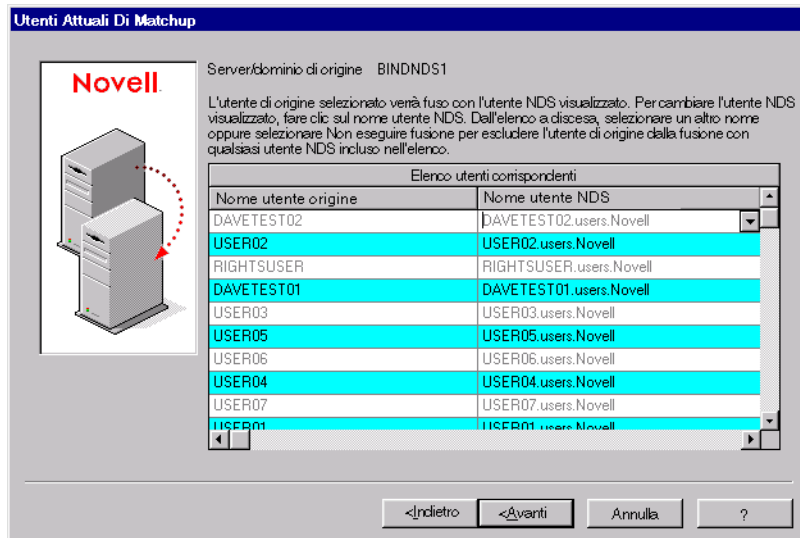 Utenti Attuali Di Matchup
Novell.
Server/dominio di origine BINDNDS1
L'utente di origine selezionato verrà fuso con l'utente NDS visualizzato. Per cambiare l'utente NDS
visualizzato, fare clic sul nome utente NDS. Dall'elenco a discesa, selezionare un altro nome
oppure selezionare Non eseguire fusione per escludere l'utente di origine dalla fusione con
qualsiasi utente NDS incluso nell'elenco.
Elenco utenti corrispondenti
Nome utente origine Nome utente NDS
DAVETEST02 DAVETEST02.users.Novell
USER02 USER02.users.Novell
RIGHTSUSER RIGHTSUSER.users.Novell
DAVETEST01 DAVETEST01.users.Novell
USER03 USER03.users.Novell
USER05 USER05.users.Novell
USER06 USER06.users.Novell
USER04 USER04.users.Novell
USER07 USER07.users.Novell
USER01 USER01.users.Novell
<Indietro <Avanti Annulla ?